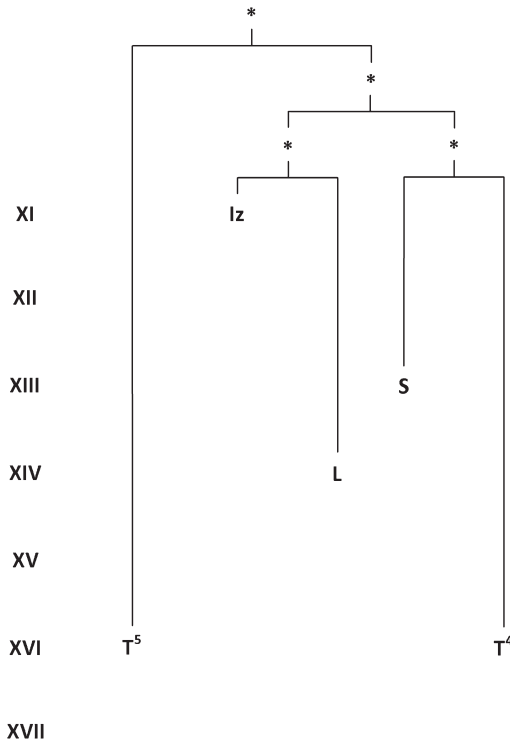 *
*
* *
XI Iz
XII
XIII S
XIV L
XV
XVI T⁵ T⁴
XVII